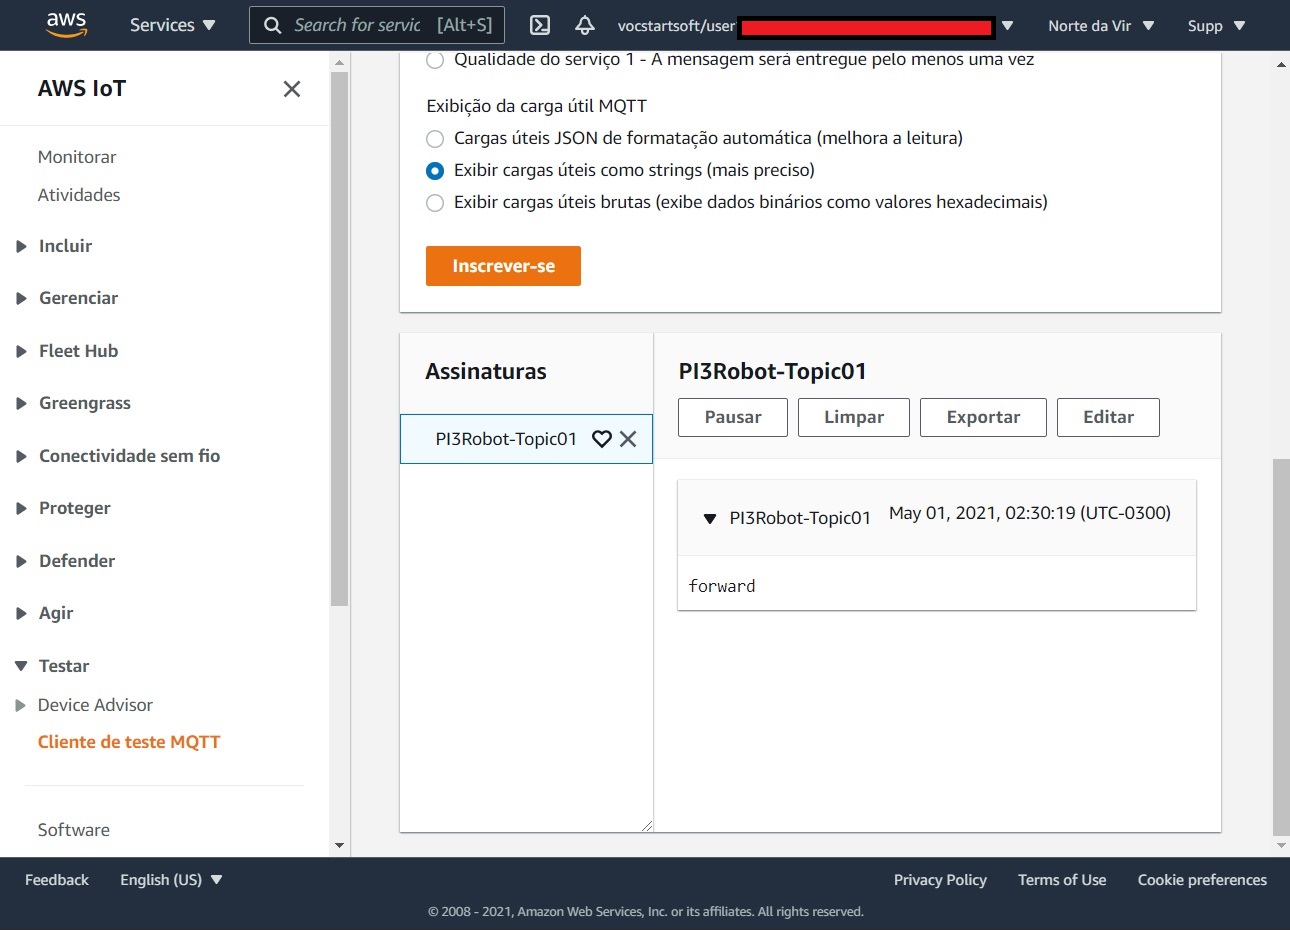 aws
Services
Search for servic [Alt+S]
vocstartsoft/user
Norte da Vir
Supp
AWS IoT
Monitorar
Atividades
Incluir
Gerenciar
Fleet Hub
Greengrass
Conectividade sem fio
Proteger
Defender
Agir
Testar
Device Advisor
Cliente de teste MQTT
Software
Qualidade do serviço 1 - A mensagem será entregue pelo menos uma vez
Exibição da carga útil MQTT
Cargas úteis JSON de formatação automática (melhora a leitura)
Exibir cargas úteis como strings (mais preciso)
Exibir cargas úteis brutas (exibe dados binários como valores hexadecimais)
Inscrever-se
Assinaturas
PI3Robot-Topic01
PI3Robot-Topic01
Pausar
Limpar
Exportar
Editar
PI3Robot-Topic01
May 01, 2021, 02:30:19 (UTC-0300)
forward
Feedback
English (US)
Privacy Policy
Terms of Use
Cookie preferences
© 2008 - 2021, Amazon Web Services, Inc. or its affiliates. All rights reserved.